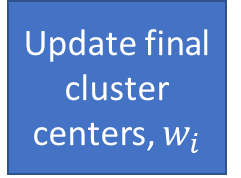 Update final
cluster
centers, wᵢ